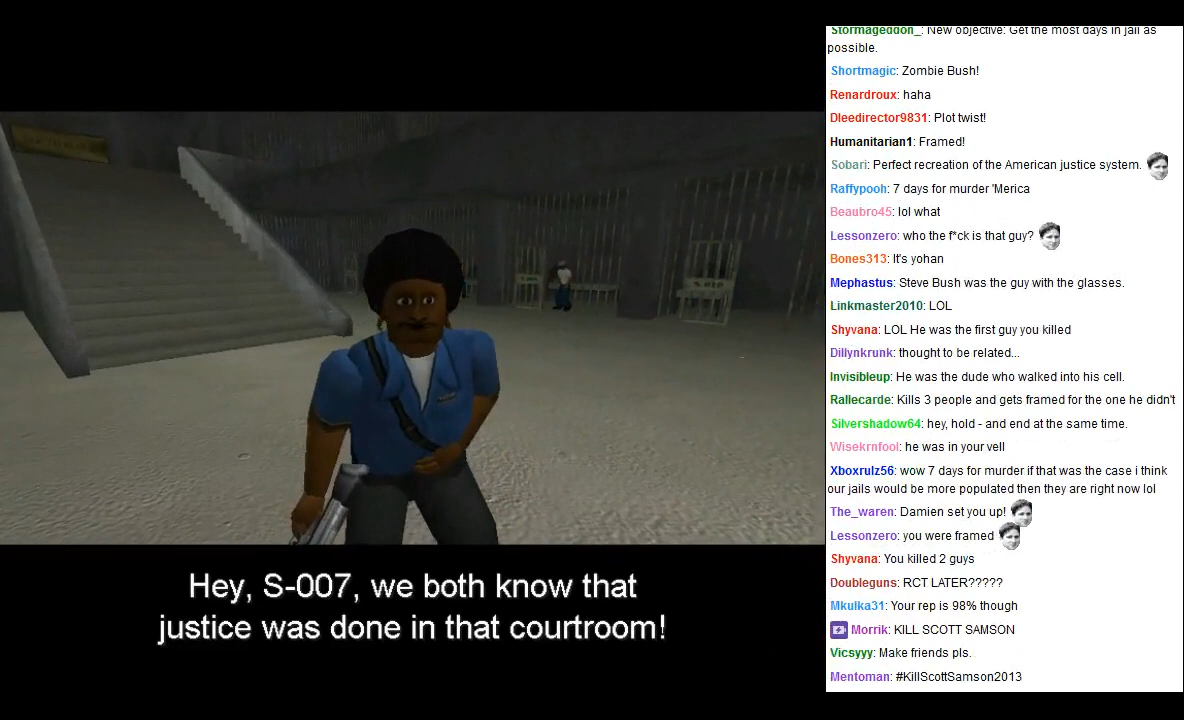 Hey, S-007, we both know that
justice was done in that courtroom!
Stormageddon_: New objective: Get the most days in jail as
possible.
Shortmagic: Zombie Bush!
Renardroux: haha
Dleedirector9831: Plot twist!
Humanitarian1: Framed!
Sobari: Perfect recreation of the American justice system.
Raffypooh: 7 days for murder 'Merica
Beaubro45: lol what
Lessonzero: who the f*ck is that guy?
Bones313: It's yohan
Mephastus: Steve Bush was the guy with the glasses.
Linkmaster2010: LOL
Shyvana: LOL He was the first guy you killed
Dillynkrunk: thought to be related...
Invisibleup: He was the dude who walked into his cell.
Rallecarde: Kills 3 people and gets framed for the one he didn't
Silvershadow64: hey, hold - and end at the same time.
Wisekrnfool: he was in your vell
Xboxrulz56: wow 7 days for murder if that was the case i think
our jails would be more populated then they are right now lol
The_waren: Damien set you up!
Lessonzero: you were framed
Shyvana: You killed 2 guys
Doubleguns: RCT LATER?????
Mkulka31: Your rep is 98% though
Morrik: KILL SCOTT SAMSON
Vicsyyy: Make friends pls.
Mentoman: #KillScottSamson2013